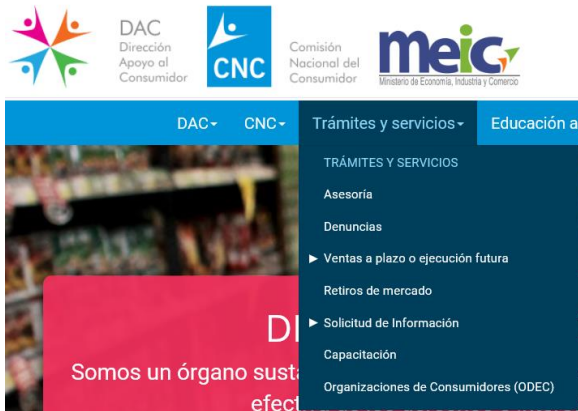 DAC
Dirección
Apoyo al
Consumidor
CNC
Comisión
Nacional del
Consumidor
meic
Ministerio de Economía, Industria y Comercio
DAC CNC Trámites y servicios Educación a
TRÁMITES Y SERVICIOS
Asesoría
Denuncias
Ventas a plazo o ejecución futura
Retiros de mercado
Solicitud de Información
Capacitación
Organizaciones de Consumidores (ODEC)
Somos un órgano